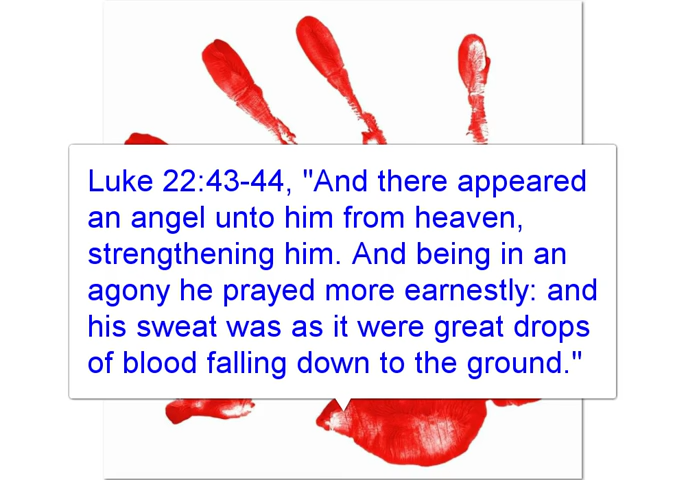 Luke 22:43-44, "And there appeared
an angel unto him from heaven,
strengthening him. And being in an
agony he prayed more earnestly: and
his sweat was as it were great drops
of blood falling down to the ground."